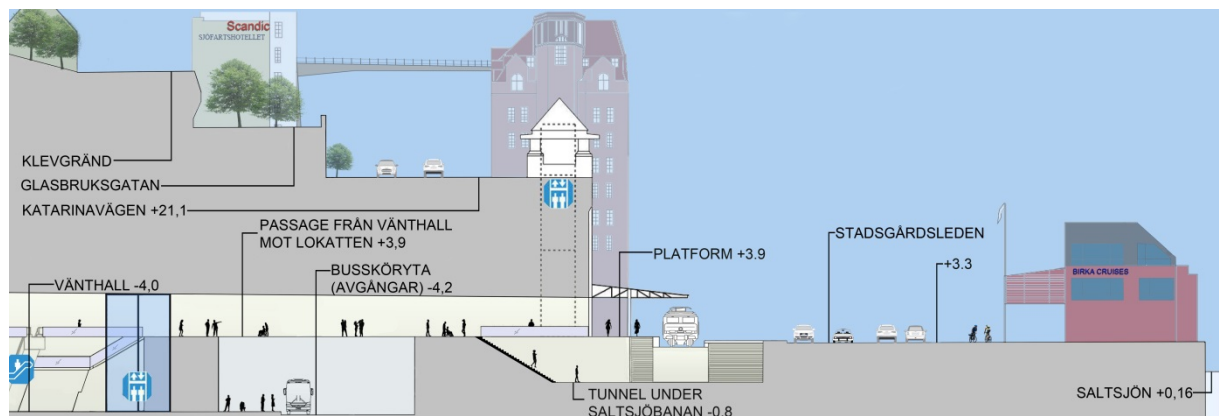 Scandic
SJÖFARTSHOTELLET
KLEVGRÄND
GLASBRUKSGATAN
KATARINAVÄGEN +21,1
PASSAGE FRÅN VÄNTHALL
MOT LOKATTEN +3,9
VÄNTHALL -4,0
BUSSKÖRYTA
(AVGÅNGAR) -4,2
PLATFORM +3.9
STADSGÅRDSLEDEN
+3.3
BIRKA CRUISES
TUNNEL UNDER
SALTSJÖBANAN -0,8
SALTSJÖN +0,16